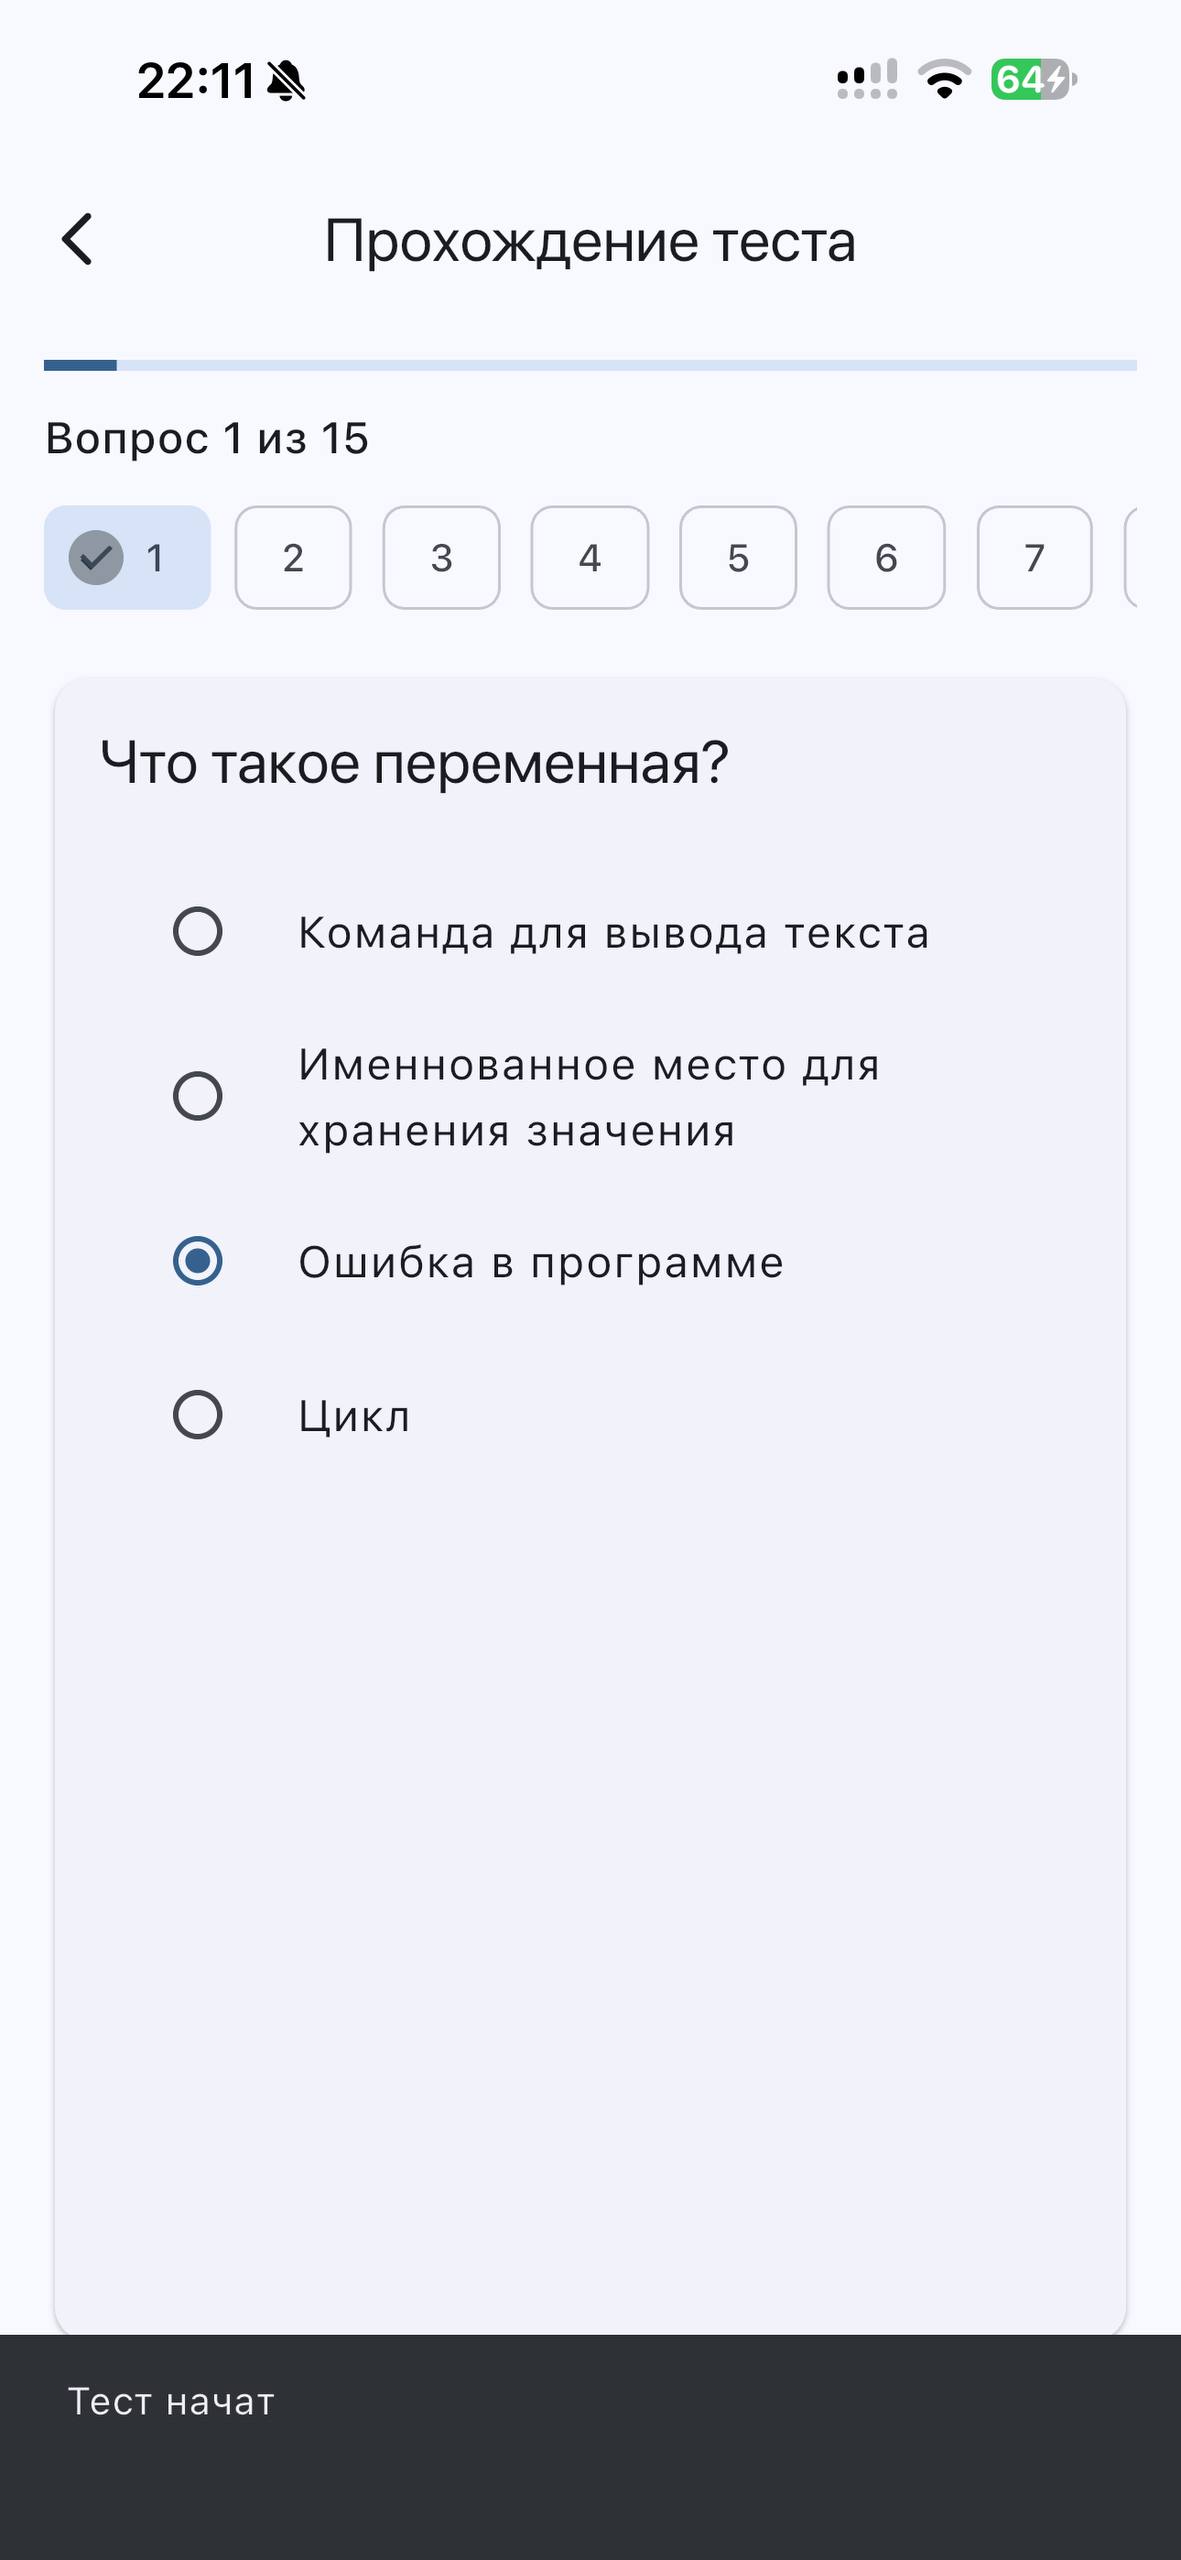 22:11
64
Прохождение теста
Вопрос 1 из 15
1 2 3 4 5 6 7
Что такое переменная?
Команда для вывода текста
Именнованное место для
хранения значения
Ошибка в программе
Цикл
Тест начат